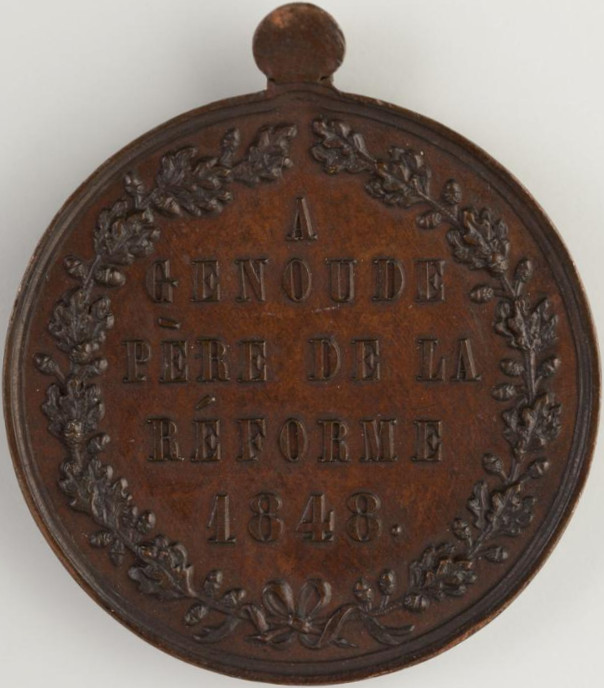 A
GENOUDE
PÈRE DE LA
RÉFORME
1848.